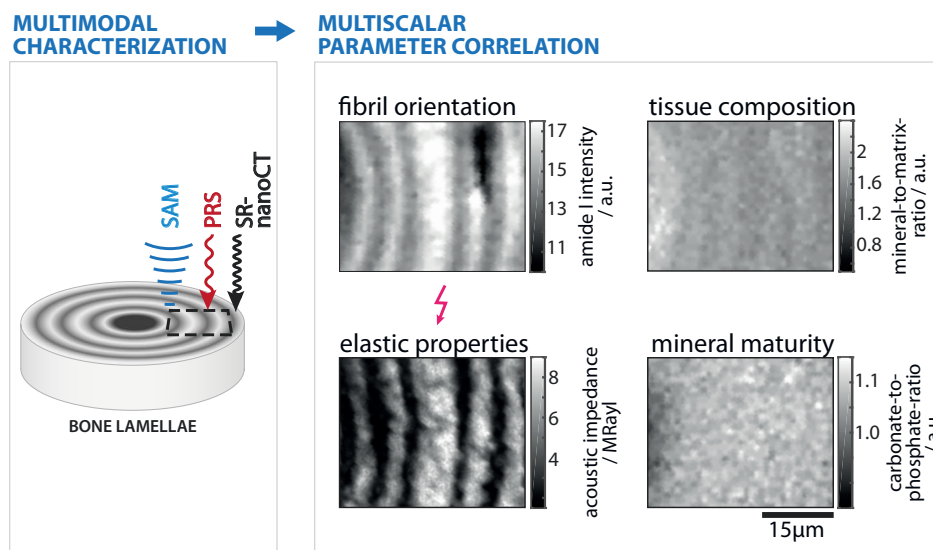 MULTIMODAL
CHARACTERIZATION
MULTISCALAR
PARAMETER CORRELATION
SAM
PRS
SR-
nanoCT
BONE LAMELLAE
fibril orientation
17
15
13
11
amide I intensity
/ a.u.
tissue composition
2
1.6
1.2
0.8
mineral-to-matrix-
ratio / a.u.
elastic properties
8
6
4
acoustic impedance
/ MRayl
mineral maturity
1.1
1.0
carbonate-to-
phosphate-ratio
/ a.u.
15µm